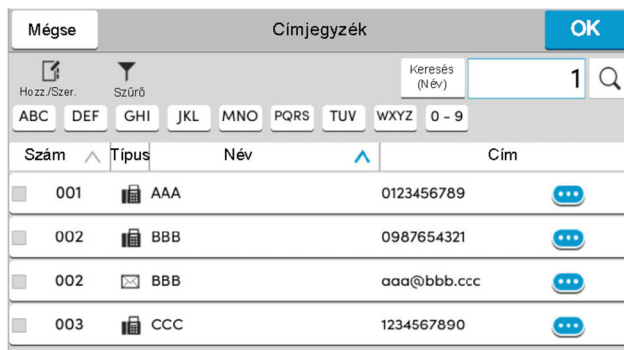 Mégse Címjegyzék OK
Hozz./Szer. Szűrő Keresés (Név) 1
ABC DEF GHI JKL MNO PQRS TUV WXYZ 0 - 9
Szám Típus Név Cím
001 AAA 0123456789
002 BBB 0987654321
002 BBB aaa@bbb.ccc
003 CCC 1234567890